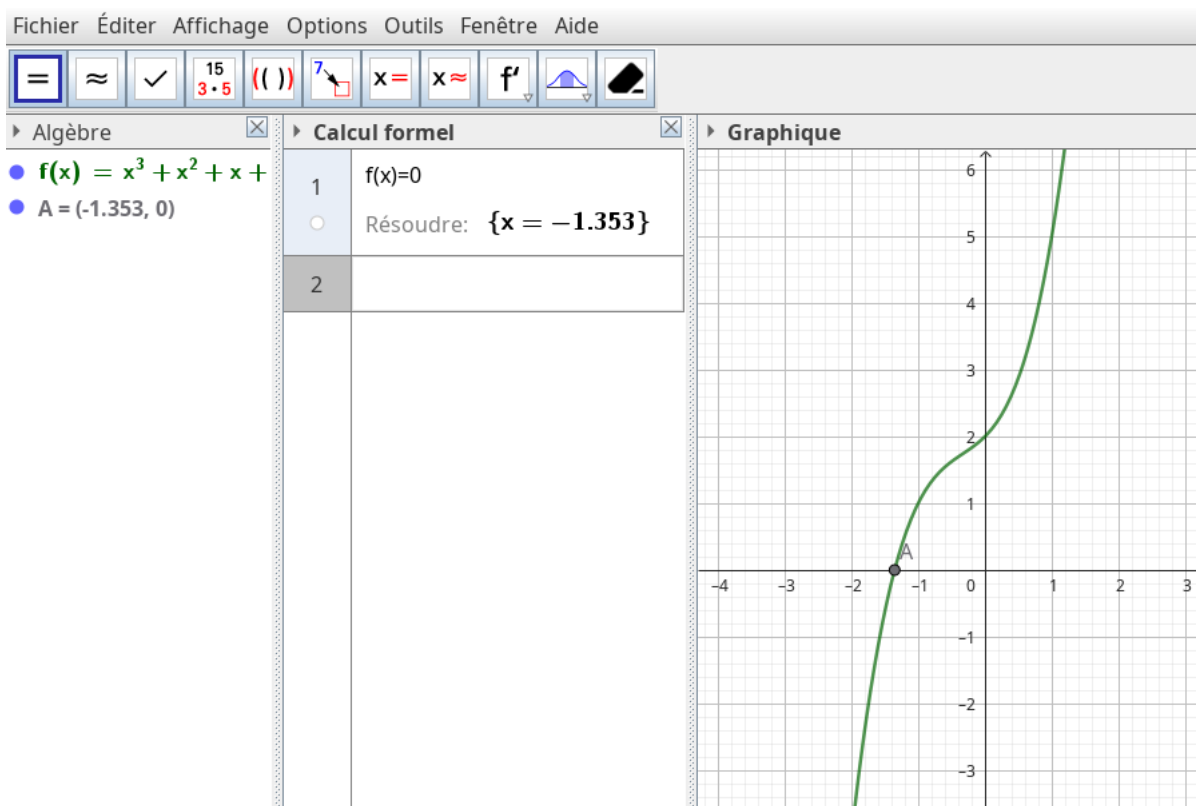 Fichier Éditer Affichage Options Outils Fenêtre Aide
= ≈ ✓ 15 3·5 (( )) 7 x= x≈ f′
Algèbre
f(x) = x³ + x² + x +
A = (-1.353, 0)
Calcul formel
1 f(x)=0
Résoudre: {x = −1.353}
2
Graphique
6
5
4
3
2
1
A
−4 −3 −2 −1 0 1 2 3
−1
−2
−3